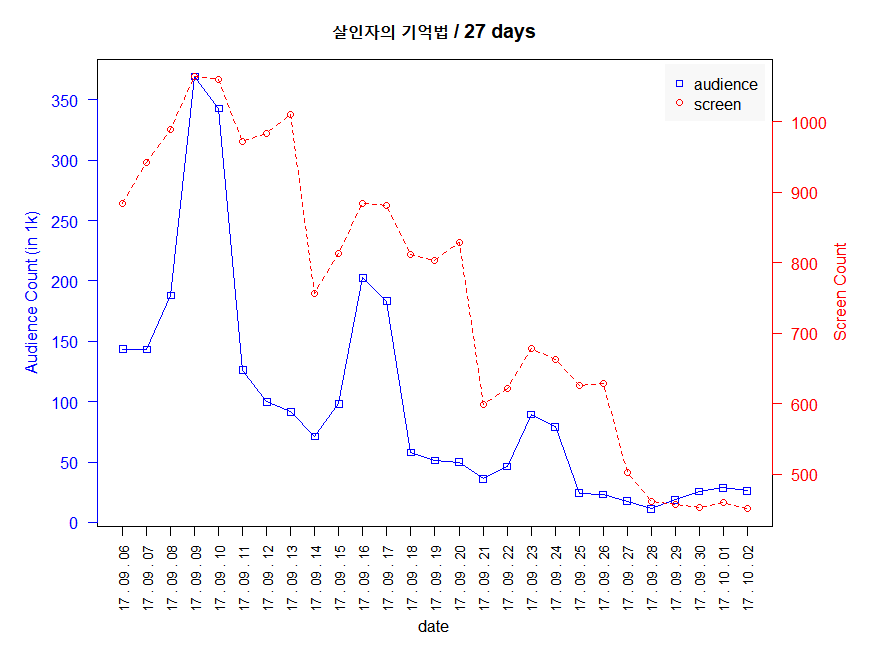 살인자의 기억법 / 27 days
audience
screen
Audience Count (in 1k)
350
300
250
200
150
100
50
0
1000
900
800
700
600
500
Screen Count
17 . 09 . 06
17 . 09 . 07
17 . 09 . 08
17 . 09 . 09
17 . 09 . 10
17 . 09 . 11
17 . 09 . 12
17 . 09 . 13
17 . 09 . 14
17 . 09 . 15
17 . 09 . 16
17 . 09 . 17
17 . 09 . 18
17 . 09 . 19
17 . 09 . 20
17 . 09 . 21
17 . 09 . 22
17 . 09 . 23
17 . 09 . 24
17 . 09 . 25
17 . 09 . 26
17 . 09 . 27
17 . 09 . 28
17 . 09 . 29
17 . 09 . 30
17 . 10 . 01
17 . 10 . 02
date